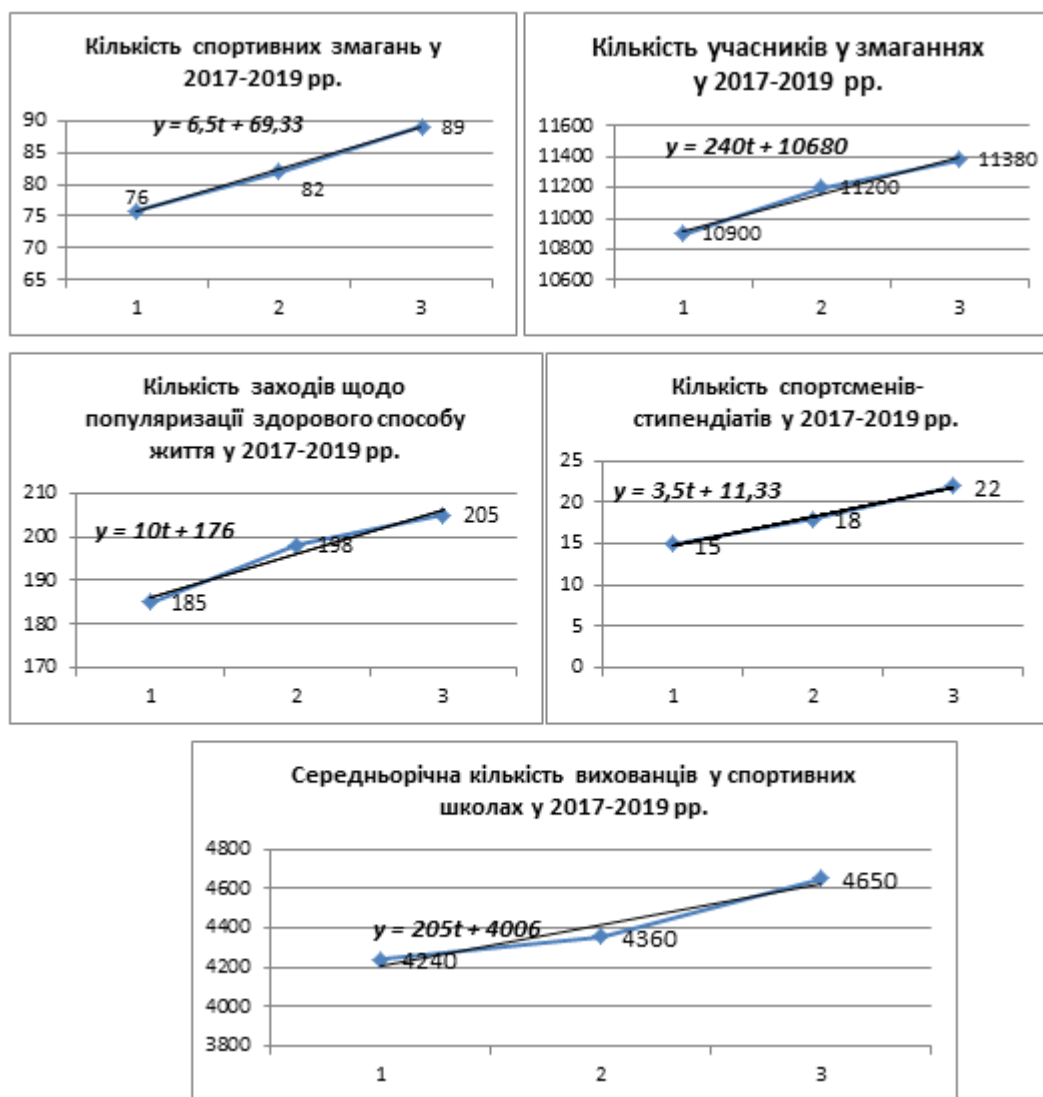 Кількість спортивних змагань у
2017-2019 рр.
y = 6,5t + 69,33
90
85
80
75
70
65
76
82
89
1 2 3
Кількість учасників у змаганнях
у 2017-2019 рр.
y = 240t + 10680
11600
11400
11200
11000
10800
10600
10900
11200
11380
1 2 3
Кількість заходів щодо
популяризації здорового способу
життя у 2017-2019 рр.
y = 10t + 176
210
200
190
180
170
185
198
205
1 2 3
Кількість спортсменів-
стипендіатів у 2017-2019 рр.
y = 3,5t + 11,33
25
20
15
10
5
0
15
18
22
1 2 3
Середньорічна кількість вихованців у спортивних
школах у 2017-2019 рр.
y = 205t + 4006
4800
4600
4400
4200
4000
3800
4240
4360
4650
1 2 3